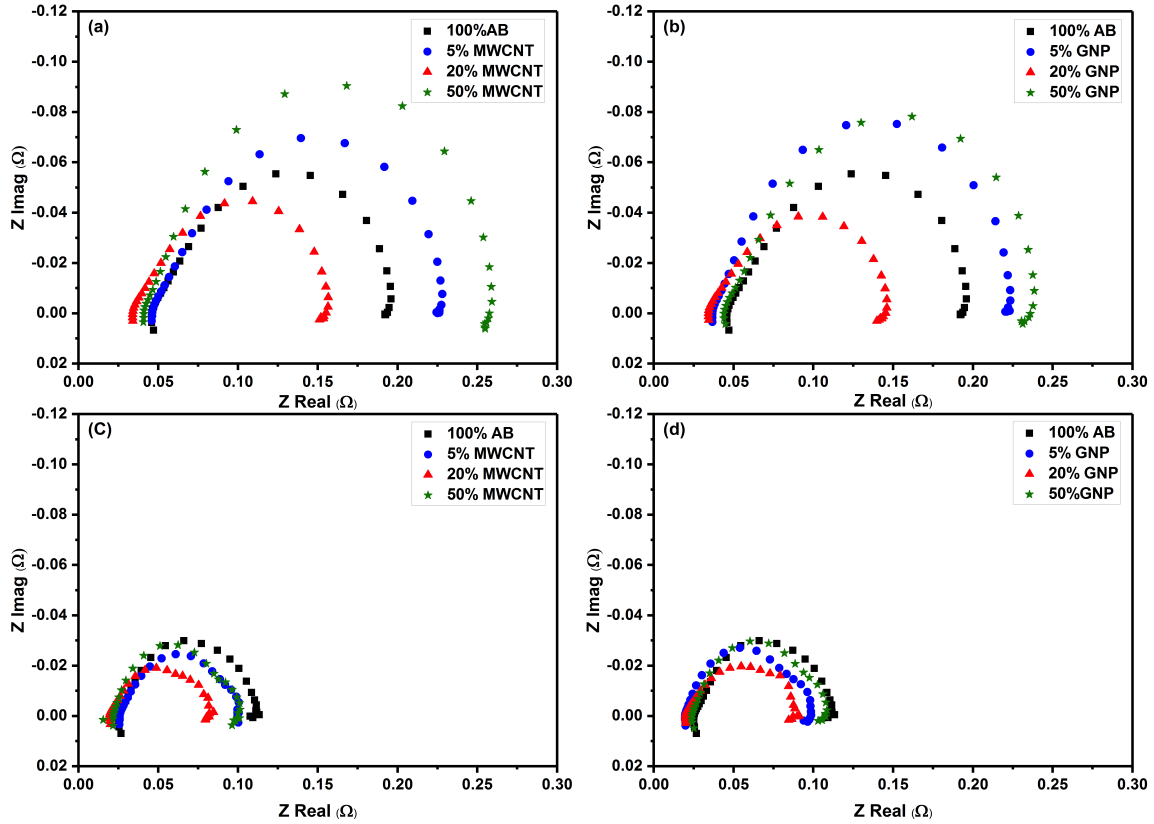 (a)
100%AB
5% MWCNT
20% MWCNT
50% MWCNT
-0.12
-0.10
-0.08
-0.06
-0.04
-0.02
0.00
0.02
Z Imag (Ω)
0.00 0.05 0.10 0.15 0.20 0.25 0.30
Z Real (Ω)
(b)
100% AB
5% GNP
20% GNP
50% GNP
-0.12
-0.10
-0.08
-0.06
-0.04
-0.02
0.00
0.02
Z Imag (Ω)
0.00 0.05 0.10 0.15 0.20 0.25 0.30
Z Real (Ω)
(C)
100% AB
5% MWCNT
20% MWCNT
50% MWCNT
-0.12
-0.10
-0.08
-0.06
-0.04
-0.02
0.00
0.02
Z Imag (Ω)
0.00 0.05 0.10 0.15 0.20 0.25 0.30
Z Real (Ω)
(d)
100% AB
5% GNP
20% GNP
50%GNP
-0.12
-0.10
-0.08
-0.06
-0.04
-0.02
0.00
0.02
Z Imag (Ω)
0.00 0.05 0.10 0.15 0.20 0.25 0.30
Z Real (Ω)